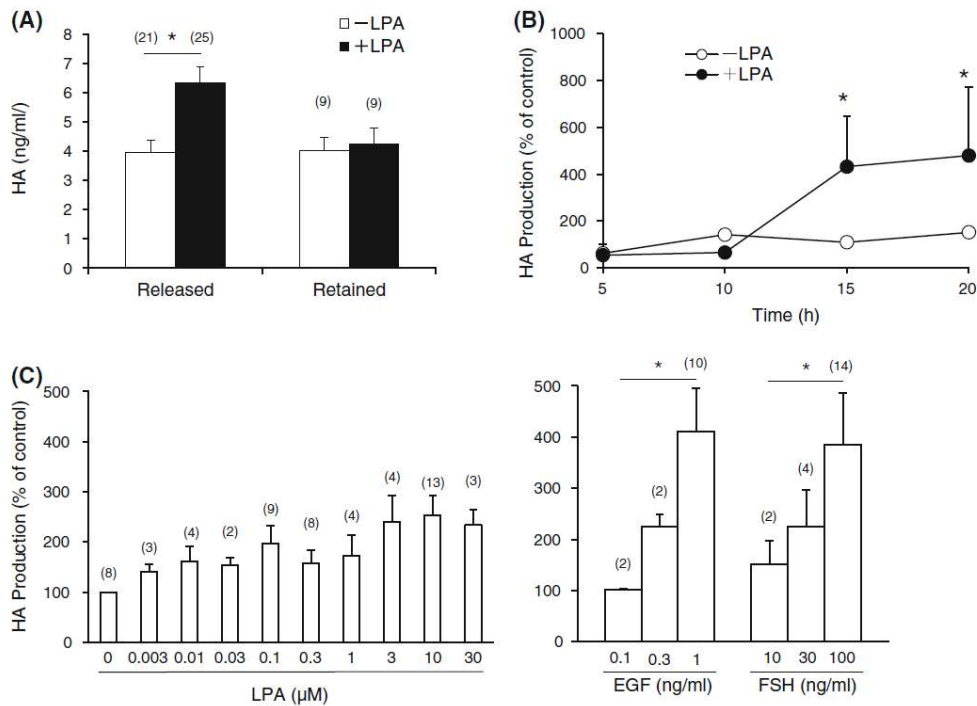 (A)
HA (ng/ml/)
8
7
6
5
4
3
2
1
0
(21) * (25)
(9) (9)
−LPA
+LPA
Released Retained
(B)
HA Production (% of control)
1000
800
600
400
200
0
−LPA
+LPA
* *
5 10 15 20
Time (h)
(C)
HA Production (% of control)
500
400
300
200
100
0
(8) (3) (4) (2) (9) (8) (4) (4) (13) (3)
0 0.003 0.01 0.03 0.1 0.3 1 3 10 30
LPA (μM)
500
400
300
200
100
0
(2) (2) * (10) (2) (4) * (14)
0.1 0.3 1 10 30 100
EGF (ng/ml) FSH (ng/ml)